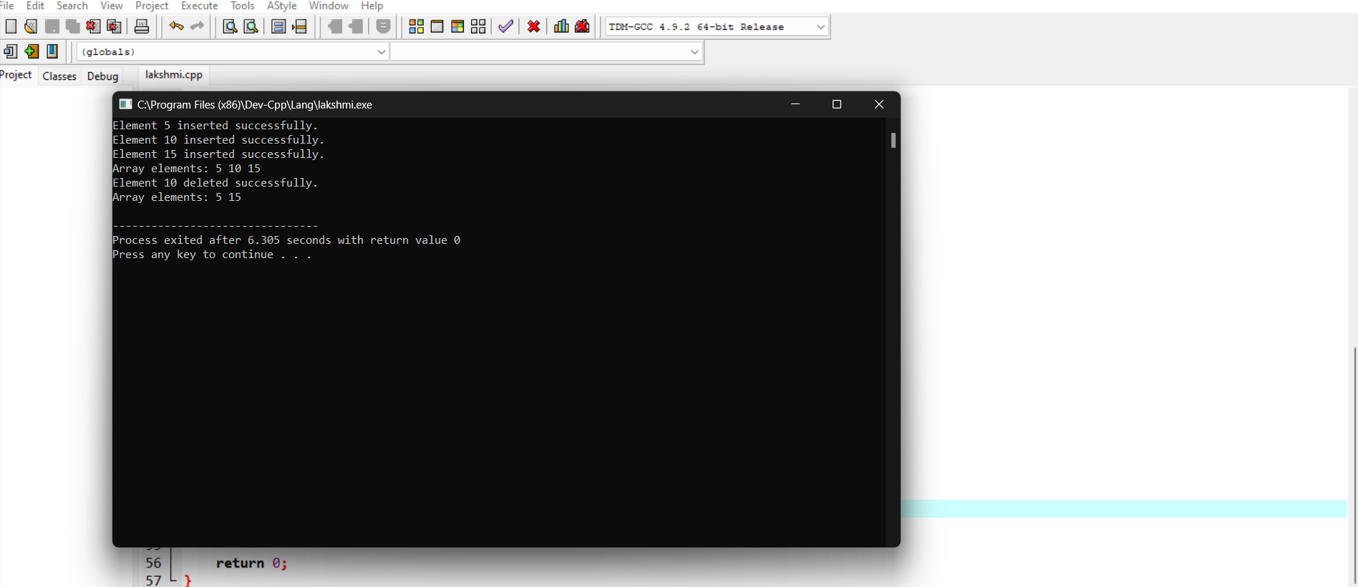 File Edit Search View Project Execute Tools AStyle Window Help
TDM-GCC 4.9.2 64-bit Release
(globals)
Project Classes Debug lakshmi.cpp
C:\Program Files (x86)\Dev-Cpp\Lang\lakshmi.exe
Element 5 inserted successfully.
Element 10 inserted successfully.
Element 15 inserted successfully.
Array elements: 5 10 15
Element 10 deleted successfully.
Array elements: 5 15
--------------------------------
Process exited after 6.305 seconds with return value 0
Press any key to continue . . .
56 return 0;
57 }